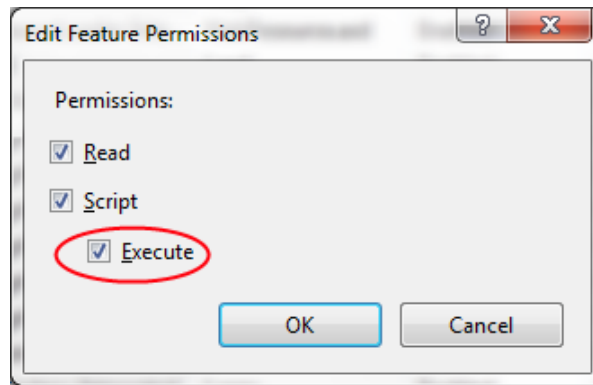 Edit Feature Permissions
?
X
Permissions:
Read
Script
Execute
OK
Cancel